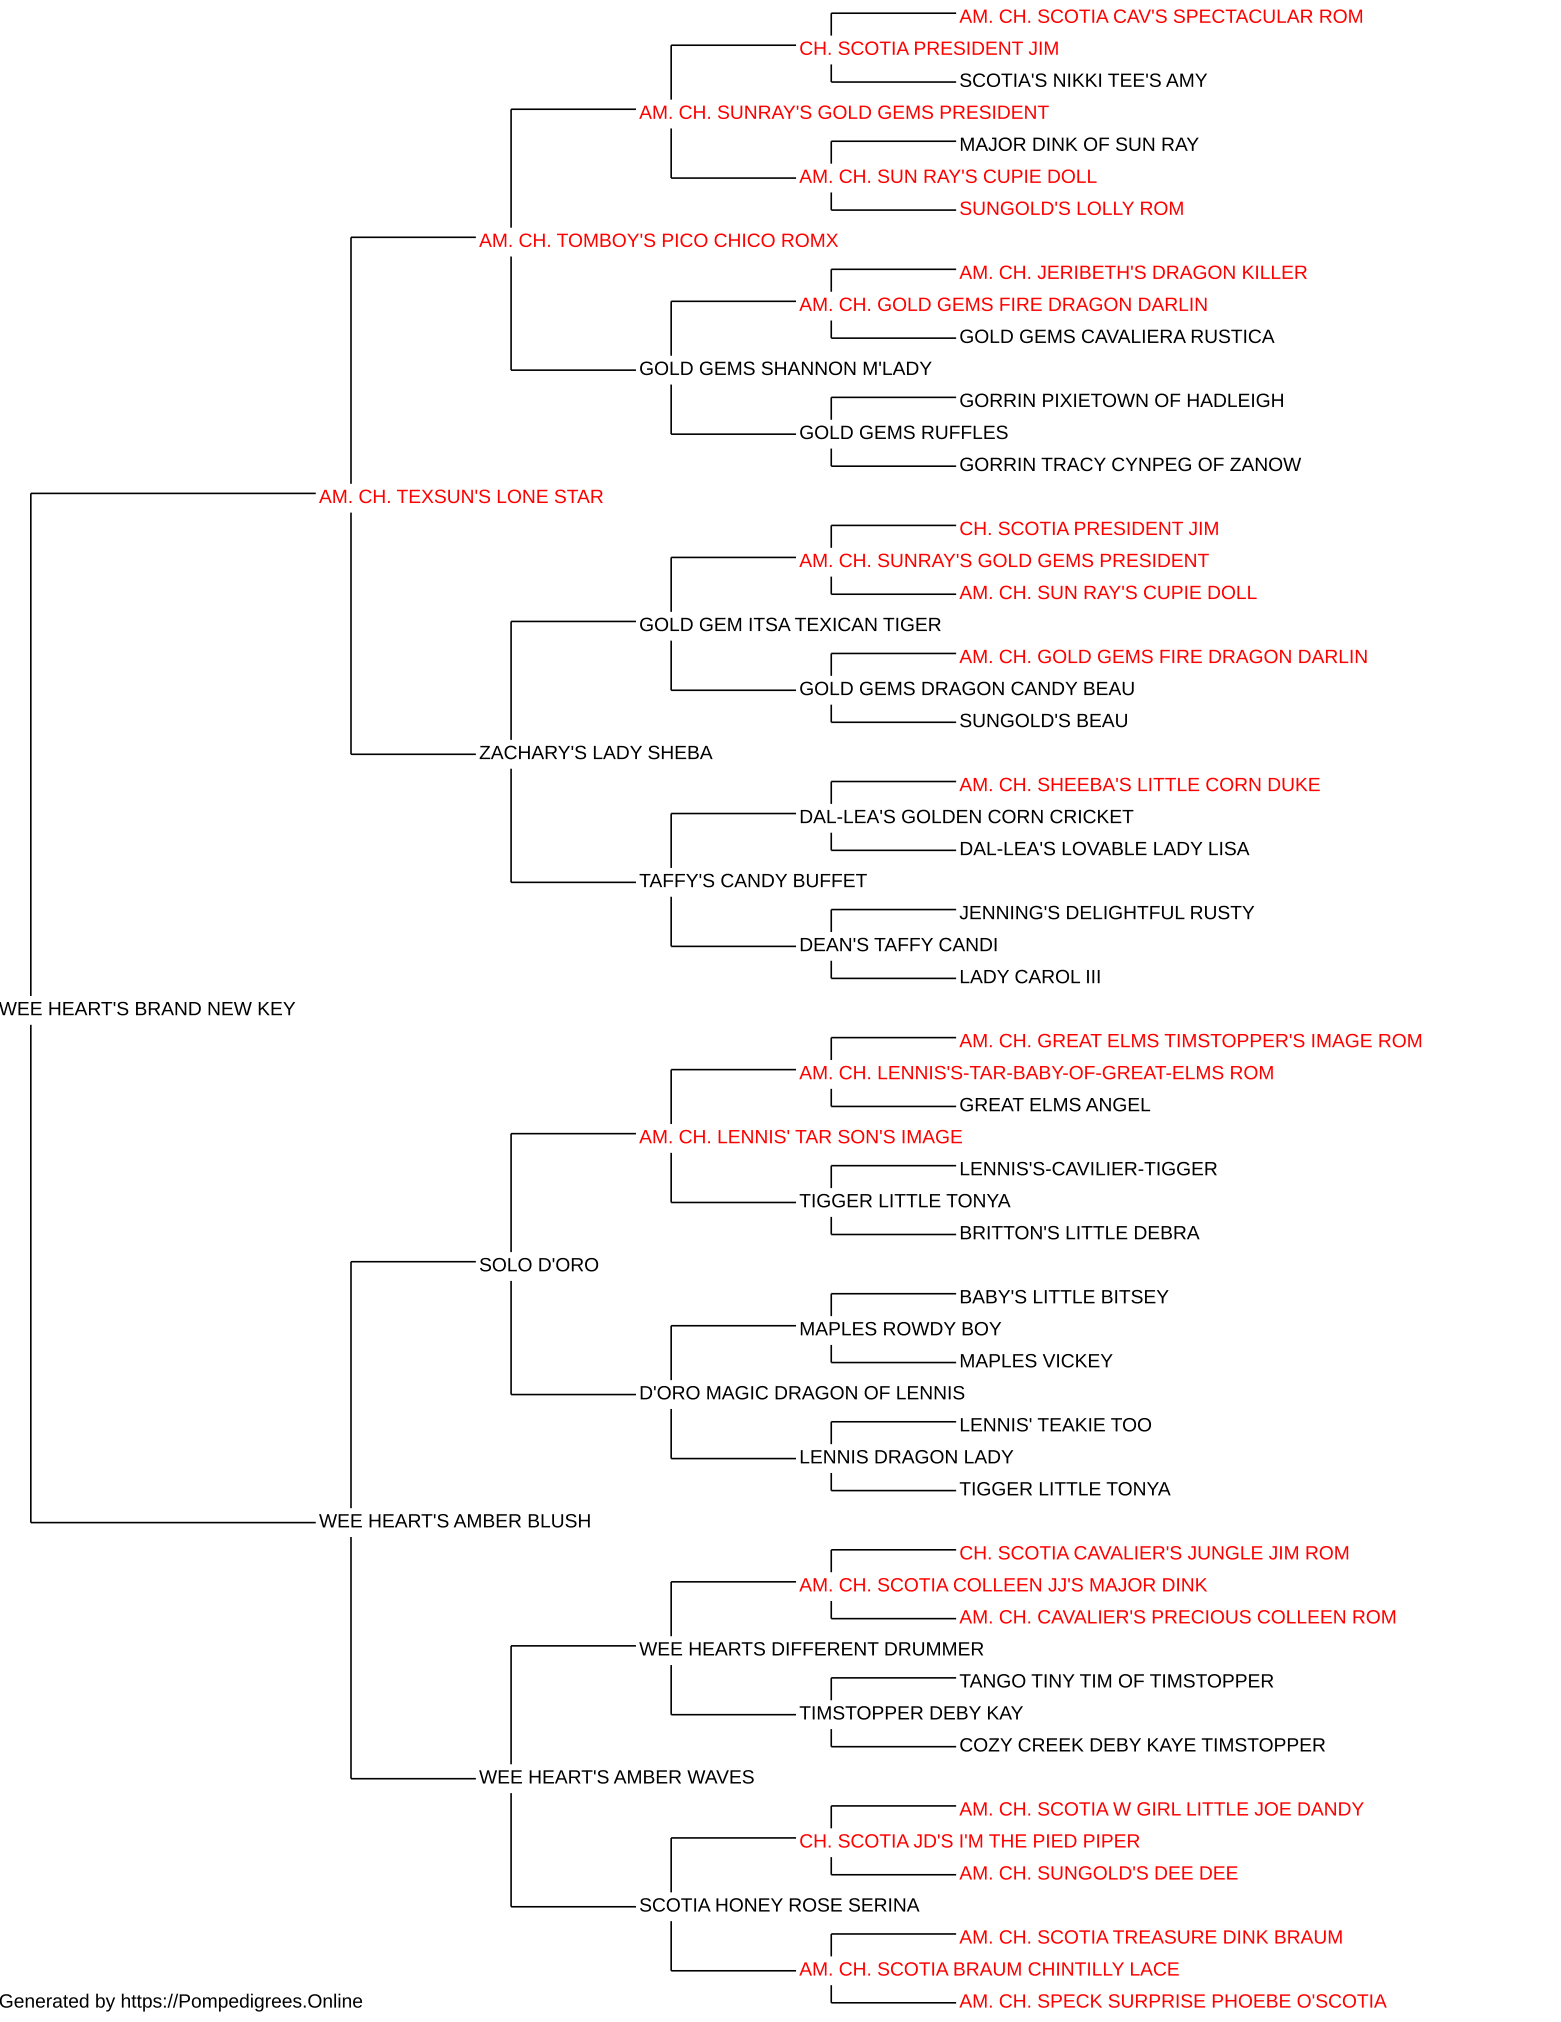 AM. CH. SCOTIA CAV'S SPECTACULAR ROM
CH. SCOTIA PRESIDENT JIM
SCOTIA'S NIKKI TEE'S AMY
AM. CH. SUNRAY'S GOLD GEMS PRESIDENT
MAJOR DINK OF SUN RAY
AM. CH. SUN RAY'S CUPIE DOLL
SUNGOLD'S LOLLY ROM
AM. CH. TOMBOY'S PICO CHICO ROMX
AM. CH. JERIBETH'S DRAGON KILLER
AM. CH. GOLD GEMS FIRE DRAGON DARLIN
GOLD GEMS CAVALIERA RUSTICA
GOLD GEMS SHANNON M'LADY
GORRIN PIXIETOWN OF HADLEIGH
GOLD GEMS RUFFLES
GORRIN TRACY CYNPEG OF ZANOW
AM. CH. TEXSUN'S LONE STAR
CH. SCOTIA PRESIDENT JIM
AM. CH. SUNRAY'S GOLD GEMS PRESIDENT
AM. CH. SUN RAY'S CUPIE DOLL
GOLD GEM ITSA TEXICAN TIGER
AM. CH. GOLD GEMS FIRE DRAGON DARLIN
GOLD GEMS DRAGON CANDY BEAU
SUNGOLD'S BEAU
ZACHARY'S LADY SHEBA
AM. CH. SHEEBA'S LITTLE CORN DUKE
DAL-LEA'S GOLDEN CORN CRICKET
DAL-LEA'S LOVABLE LADY LISA
TAFFY'S CANDY BUFFET
JENNING'S DELIGHTFUL RUSTY
DEAN'S TAFFY CANDI
LADY CAROL III
WEE HEART'S BRAND NEW KEY
AM. CH. GREAT ELMS TIMSTOPPER'S IMAGE ROM
AM. CH. LENNIS'S-TAR-BABY-OF-GREAT-ELMS ROM
GREAT ELMS ANGEL
AM. CH. LENNIS' TAR SON'S IMAGE
LENNIS'S-CAVILIER-TIGGER
TIGGER LITTLE TONYA
BRITTON'S LITTLE DEBRA
SOLO D'ORO
BABY'S LITTLE BITSEY
MAPLES ROWDY BOY
MAPLES VICKEY
D'ORO MAGIC DRAGON OF LENNIS
LENNIS' TEAKIE TOO
LENNIS DRAGON LADY
TIGGER LITTLE TONYA
WEE HEART'S AMBER BLUSH
CH. SCOTIA CAVALIER'S JUNGLE JIM ROM
AM. CH. SCOTIA COLLEEN JJ'S MAJOR DINK
AM. CH. CAVALIER'S PRECIOUS COLLEEN ROM
WEE HEARTS DIFFERENT DRUMMER
TANGO TINY TIM OF TIMSTOPPER
TIMSTOPPER DEBY KAY
COZY CREEK DEBY KAYE TIMSTOPPER
WEE HEART'S AMBER WAVES
AM. CH. SCOTIA W GIRL LITTLE JOE DANDY
CH. SCOTIA JD'S I'M THE PIED PIPER
AM. CH. SUNGOLD'S DEE DEE
SCOTIA HONEY ROSE SERINA
AM. CH. SCOTIA TREASURE DINK BRAUM
AM. CH. SCOTIA BRAUM CHINTILLY LACE
AM. CH. SPECK SURPRISE PHOEBE O'SCOTIA
Generated by https://Pompedigrees.Online